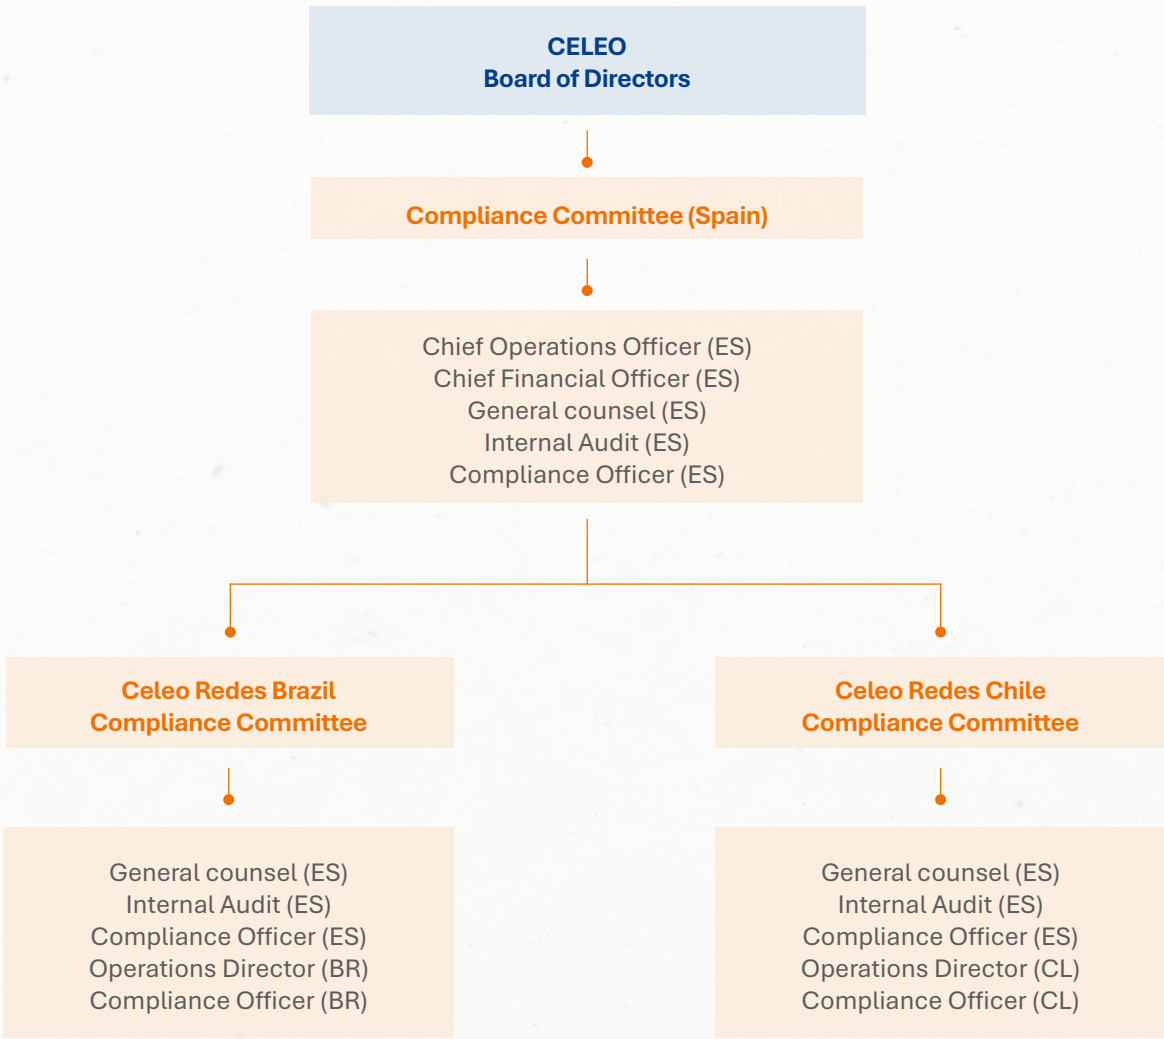 CELEO
Board of Directors
Compliance Committee (Spain)
Chief Operations Officer (ES)
Chief Financial Officer (ES)
General counsel (ES)
Internal Audit (ES)
Compliance Officer (ES)
Celeo Redes Brazil
Compliance Committee
General counsel (ES)
Internal Audit (ES)
Compliance Officer (ES)
Operations Director (BR)
Compliance Officer (BR)
Celeo Redes Chile
Compliance Committee
General counsel (ES)
Internal Audit (ES)
Compliance Officer (ES)
Operations Director (CL)
Compliance Officer (CL)